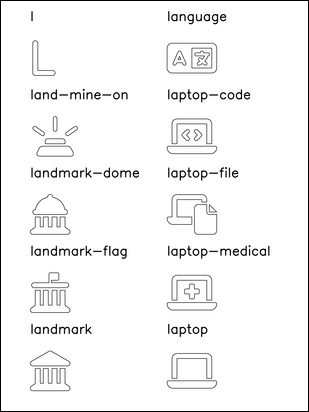 l
language
land-mine-on
laptop-code
landmark-dome
laptop-file
landmark-flag
laptop-medical
landmark
laptop